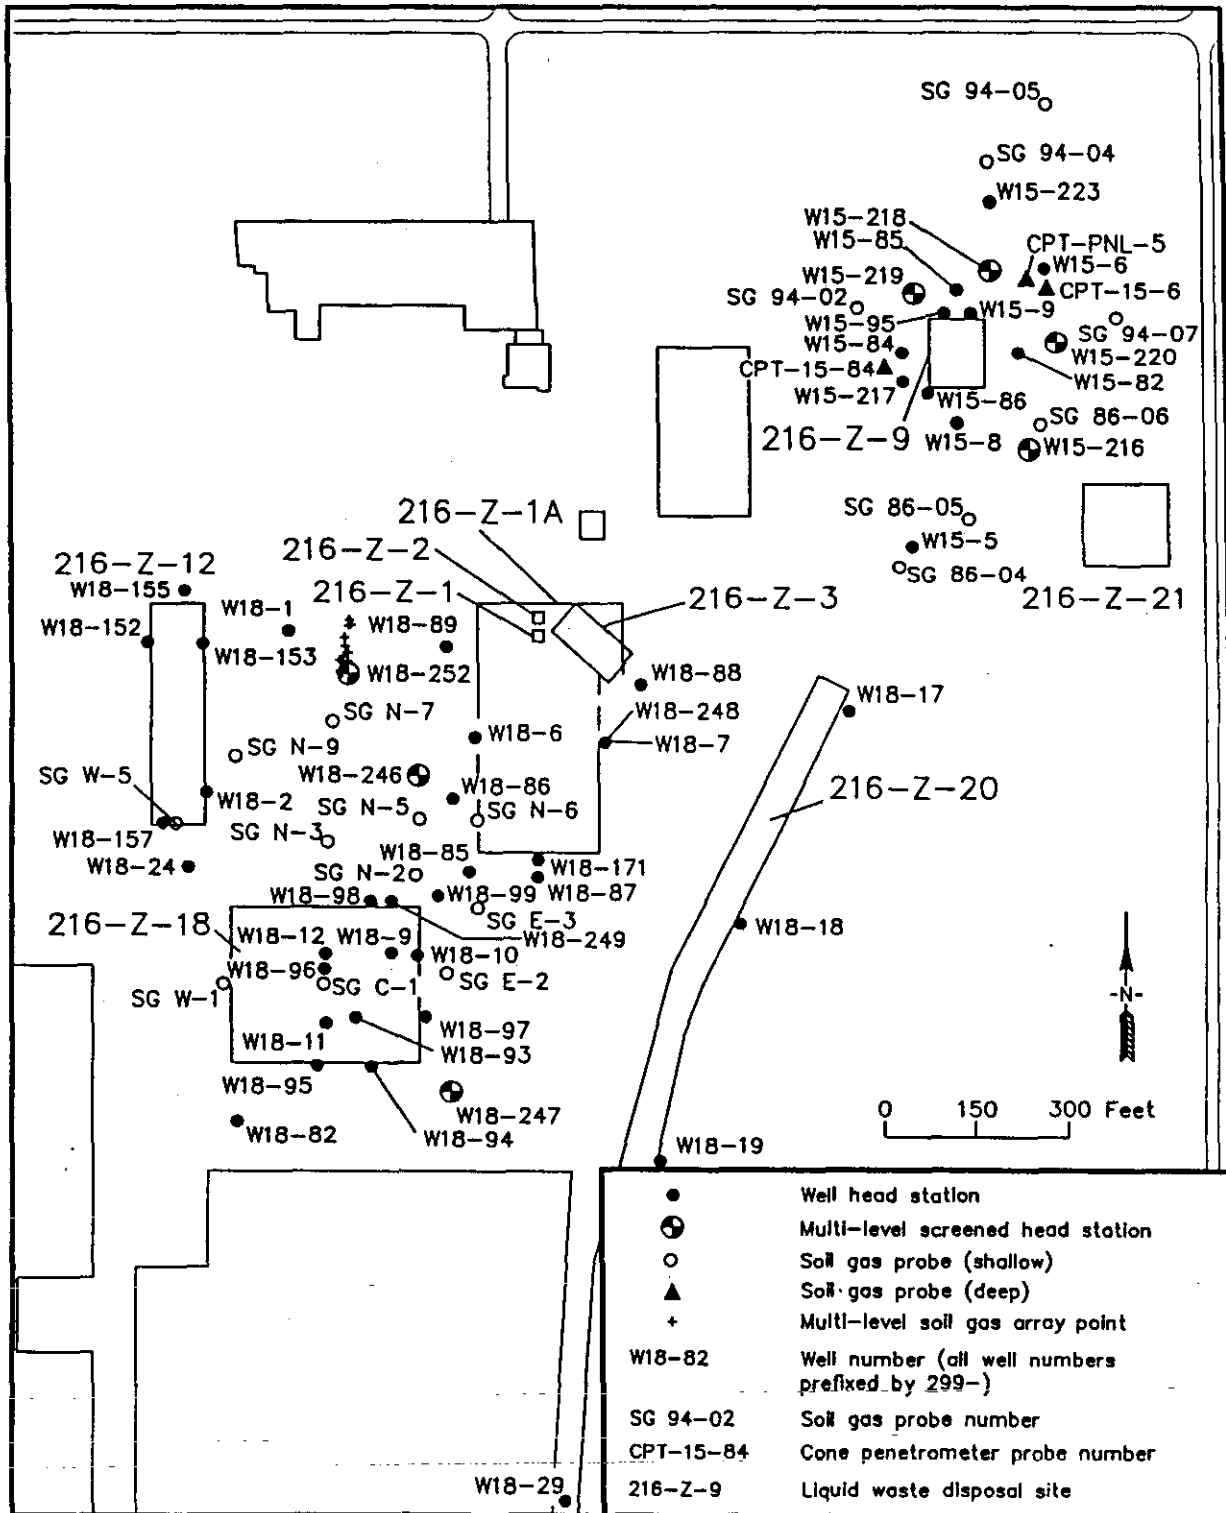 SG 94-05
SG 94-04
W15-223
W15-218
W15-85
CPT-PNL-5
W15-219
W15-6
SG 94-02
CPT-15-6
W15-95
W15-9
SG 94-07
W15-84
W15-220
CPT-15-84
W15-82
W15-217
W15-86
SG 86-06
216-Z-9
W15-8
W15-216
216-Z-1A
SG 86-05
216-Z-2
W15-5
216-Z-12
SG 86-04
W18-155
216-Z-1
216-Z-3
216-Z-21
W18-1
W18-152
W18-89
W18-153
W18-252
W18-88
SG N-7
W18-248
W18-17
W18-6
W18-7
SG N-9
SG W-5
W18-246
W18-86
216-Z-20
W18-2
SG N-5
SG N-6
W18-157
SG N-3
W18-24
W18-85
W18-171
SG N-2
W18-99
W18-87
W18-98
SG E-3
216-Z-18
W18-18
W18-12
W18-9
W18-249
W18-10
W18-96
SG W-1
SG C-1
SG E-2
-N-
W18-11
W18-97
W18-93
W18-95
W18-247
0 150 300 Feet
W18-82
W18-94
W18-19
Well head station
Multi-level screened head station
Soil gas probe (shallow)
Soil gas probe (deep)
Multi-level soil gas array point
W18-82 Well number (all well numbers
prefixed by 299-)
SG 94-02 Soil gas probe number
CPT-15-84 Cone penetrometer probe number
W18-29
216-Z-9 Liquid waste disposal site